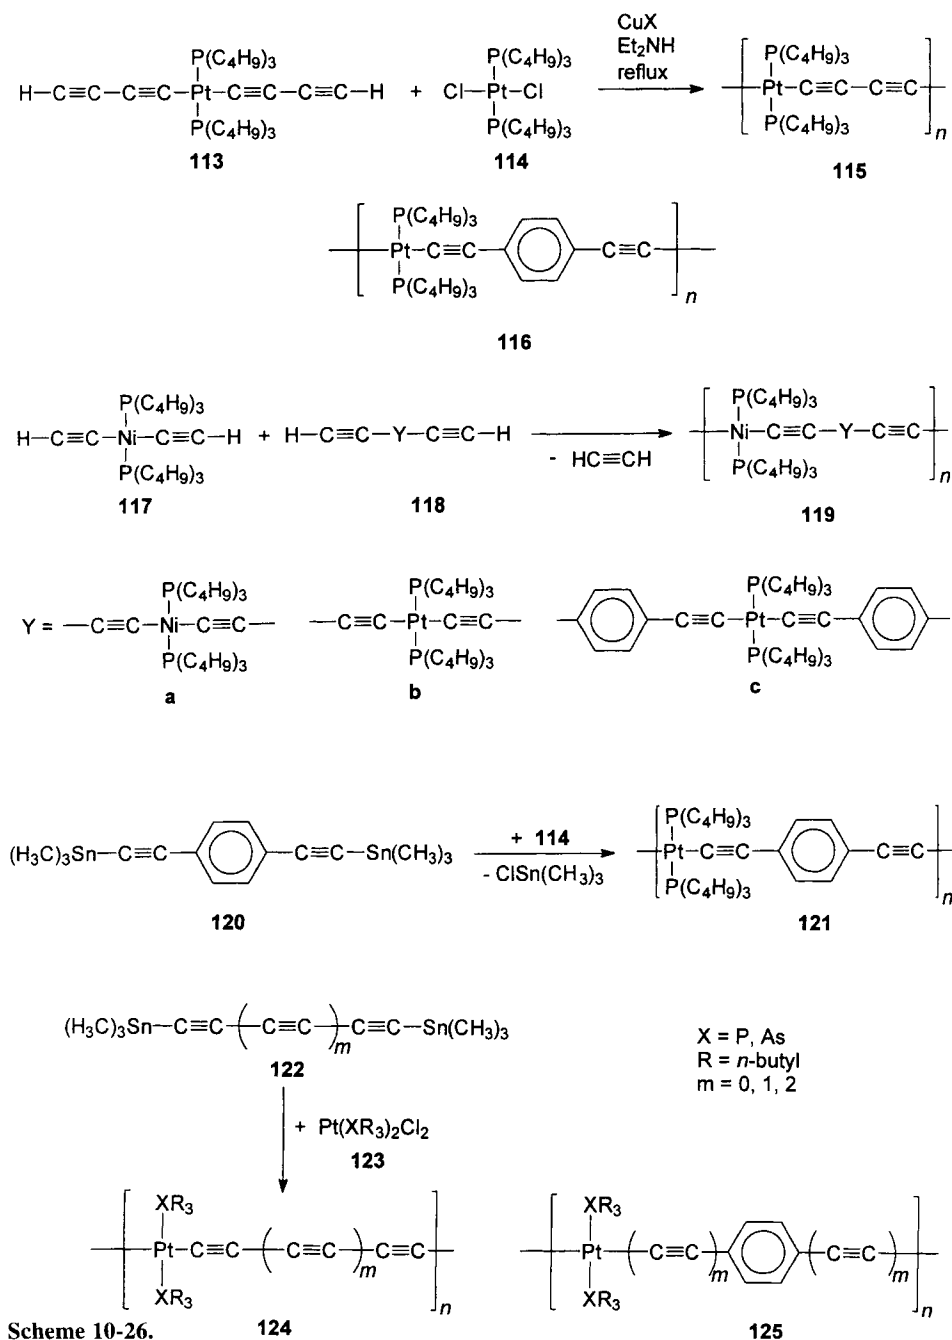 CuX
Et2NH
reflux
P(C4H9)3 P(C4H9)3 P(C4H9)3
H—C≡C—C≡C—Pt—C≡C—C≡C—H + Cl—Pt—Cl [Pt—C≡C—C≡C]n
P(C4H9)3 P(C4H9)3 P(C4H9)3
113 114 115
P(C4H9)3
[Pt—C≡C C≡C]n
P(C4H9)3
116
P(C4H9)3 P(C4H9)3
H—C≡C—Ni—C≡C—H + H—C≡C—Y—C≡C—H - HC≡CH [Ni—C≡C—Y—C≡C]n
P(C4H9)3 P(C4H9)3
117 118 119
P(C4H9)3 P(C4H9)3 P(C4H9)3
Y = —C≡C—Ni—C≡C— —C≡C—Pt—C≡C— C≡C—Pt—C≡C
P(C4H9)3 P(C4H9)3 P(C4H9)3
a b c
P(C4H9)3
(H3C)3Sn—C≡C C≡C—Sn(CH3)3 + 114 [Pt—C≡C C≡C]n
- ClSn(CH3)3
P(C4H9)3
120 121
(H3C)3Sn—C≡C(C≡C)mC≡C—Sn(CH3)3
122
X = P, As
R = n-butyl
m = 0, 1, 2
+ Pt(XR3)2Cl2
123
XR3 XR3
[Pt—C≡C(C≡C)mC≡C]n [Pt(C≡C)m (C≡C)m]n
XR3 XR3
Scheme 10-26. 124 125